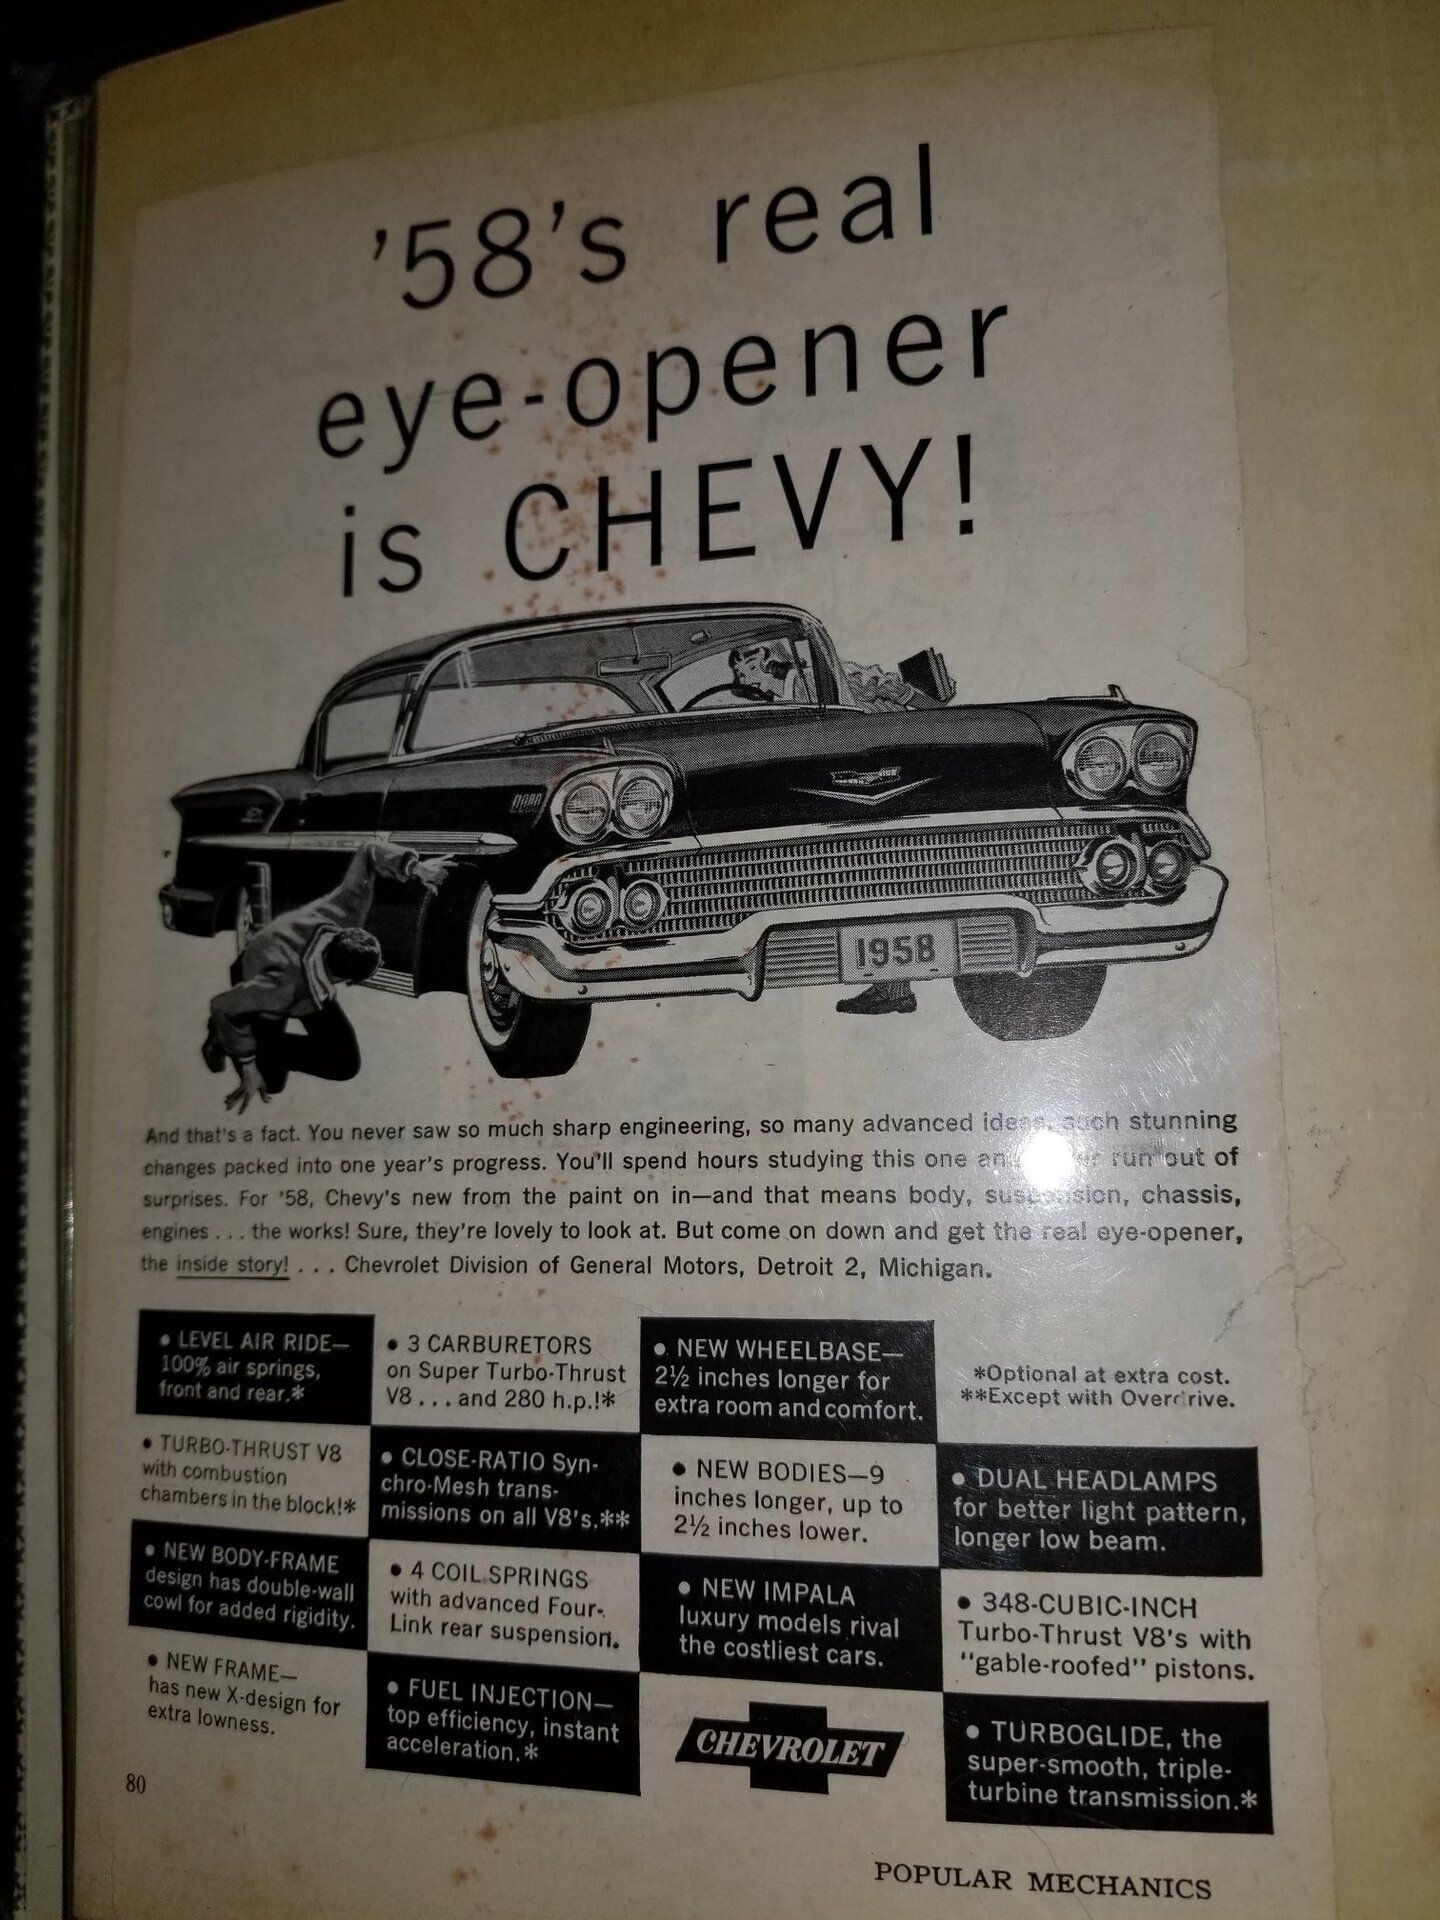 '58's real
eye-opener
is CHEVY!
1958
And that's a fact. You never saw so much sharp engineering, so many advanced ideas, such stunning
changes packed into one year's progress. You'll spend hours studying this one and never run out of
surprises. For '58, Chevy's new from the paint on in—and that means body, suspension, chassis,
engines . . . the works! Sure, they're lovely to look at. But come on down and get the real eye-opener,
the inside story! . . . Chevrolet Division of General Motors, Detroit 2, Michigan.
• LEVEL AIR RIDE—
100% air springs,
front and rear.*
• TURBO-THRUST V8
with combustion
chambers in the block!*
• NEW BODY-FRAME
design has double-wall
cowl for added rigidity.
• NEW FRAME—
has new X-design for
extra lowness.
• 3 CARBURETORS
on Super Turbo-Thrust
V8 . . . and 280 h.p.!*
• CLOSE-RATIO Syn-
chro-Mesh trans-
missions on all V8's.**
• 4 COIL SPRINGS
with advanced Four-
Link rear suspension.
• FUEL INJECTION—
top efficiency, instant
acceleration.*
• NEW WHEELBASE—
2½ inches longer for
extra room and comfort.
• NEW BODIES—9
inches longer, up to
2½ inches lower.
• NEW IMPALA
luxury models rival
the costliest cars.
CHEVROLET
*Optional at extra cost.
**Except with Overdrive.
• DUAL HEADLAMPS
for better light pattern,
longer low beam.
• 348-CUBIC-INCH
Turbo-Thrust V8's with
"gable-roofed" pistons.
• TURBOGLIDE, the
super-smooth, triple-
turbine transmission.*
80
POPULAR MECHANICS